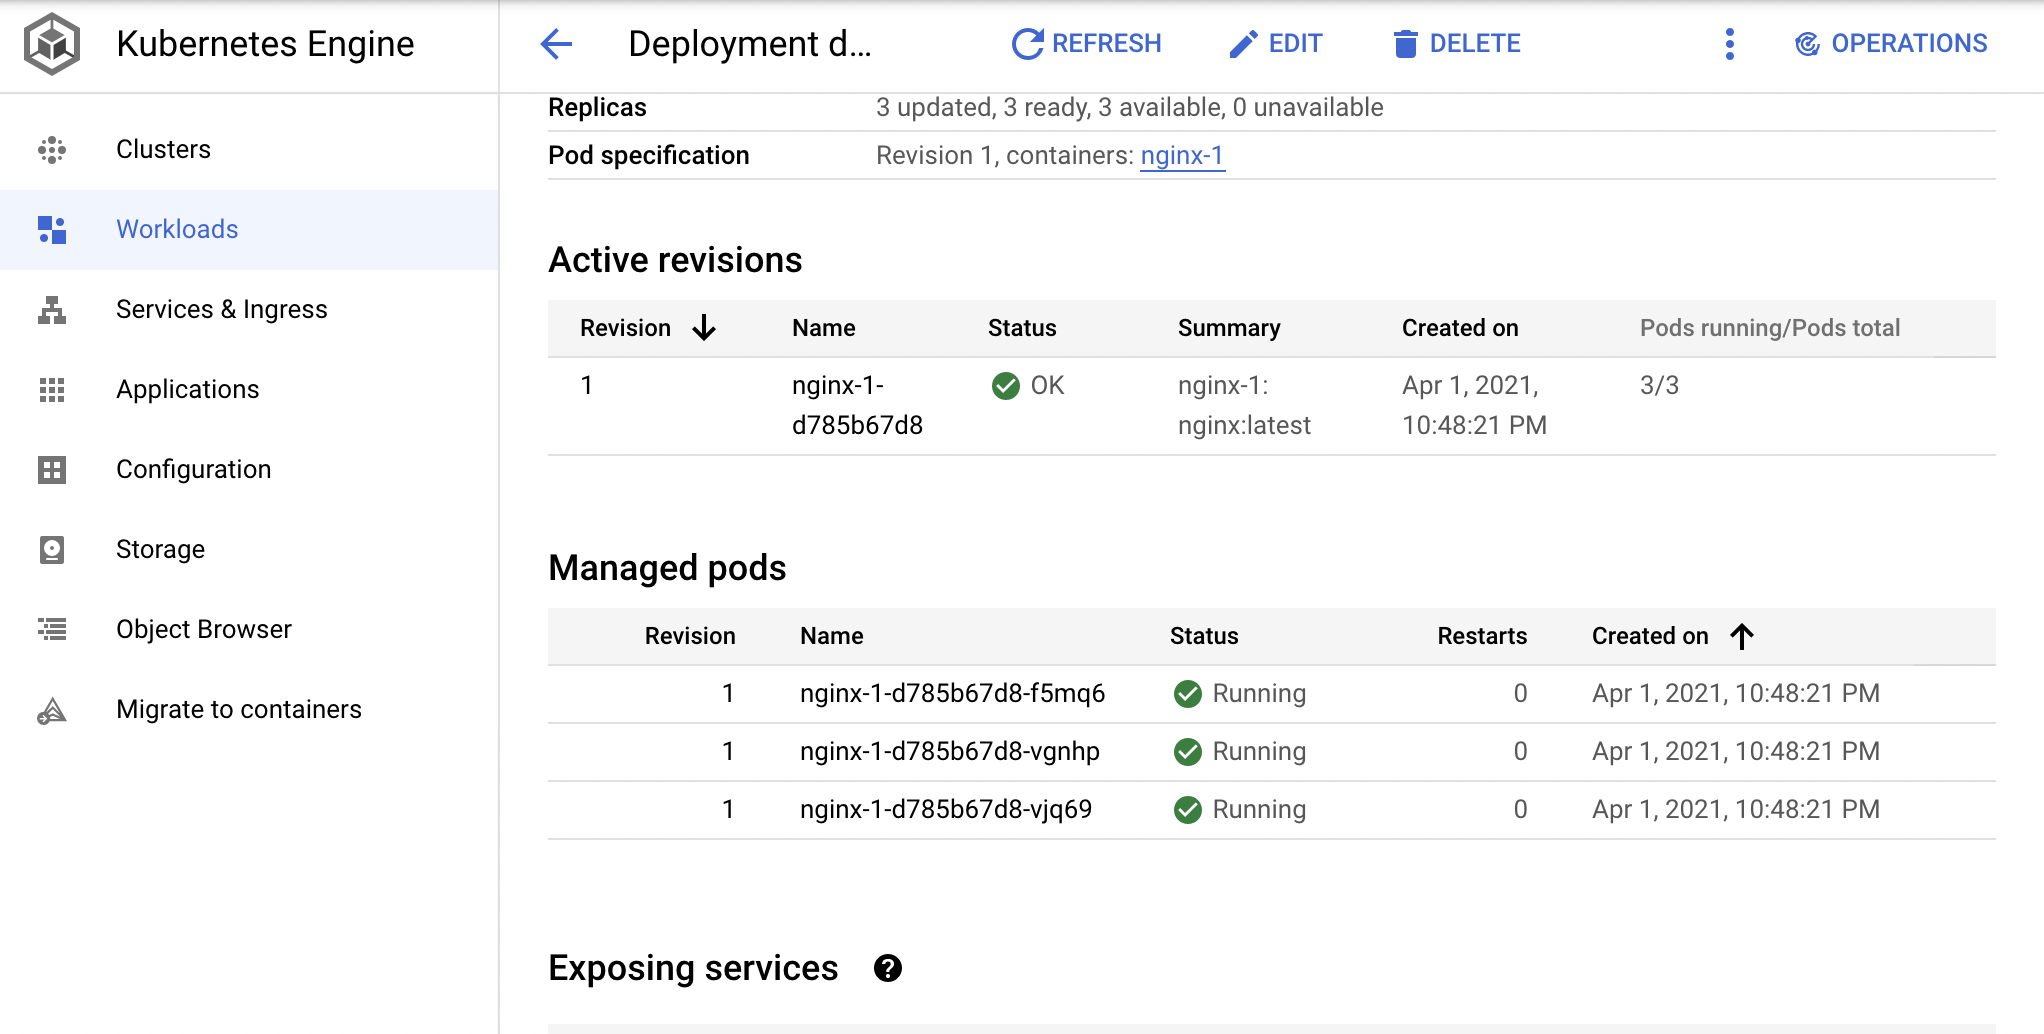 Kubernetes Engine
Deployment d...
REFRESH
EDIT
DELETE
OPERATIONS
Clusters
Workloads
Services & Ingress
Applications
Configuration
Storage
Object Browser
Migrate to containers
Replicas 3 updated, 3 ready, 3 available, 0 unavailable
Pod specification Revision 1, containers: nginx-1
Active revisions
Revision Name Status Summary Created on Pods running/Pods total
1 nginx-1- OK nginx-1: Apr 1, 2021, 3/3
d785b67d8 nginx:latest 10:48:21 PM
Managed pods
Revision Name Status Restarts Created on
1 nginx-1-d785b67d8-f5mq6 Running 0 Apr 1, 2021, 10:48:21 PM
1 nginx-1-d785b67d8-vgnhp Running 0 Apr 1, 2021, 10:48:21 PM
1 nginx-1-d785b67d8-vjq69 Running 0 Apr 1, 2021, 10:48:21 PM
Exposing services ?